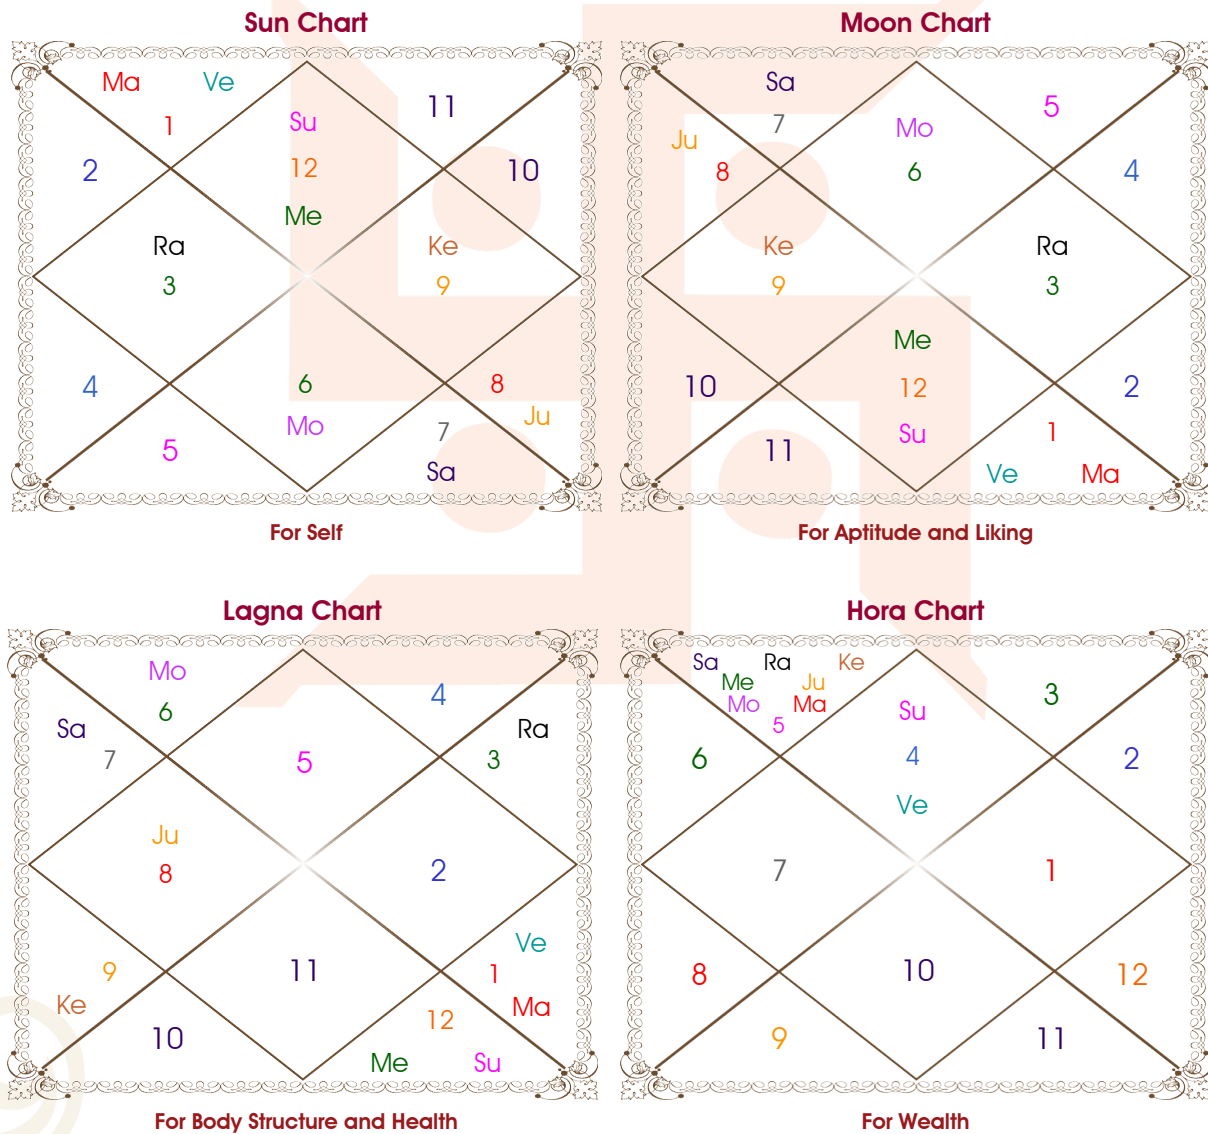 Sun Chart
Ma Ve
1
Su
11
2
12
10
Me
Ra
3
Ke
9
4
6
8
Mo
Ju
5
7
Sa
For Self
Moon Chart
Sa
7
Mo
5
Ju
8
6
4
Ke
9
Ra
3
Me
10
12
2
11
Su
1
Ve Ma
For Aptitude and Liking
Lagna Chart
Mo
6
4
Sa
7
5
Ra
3
Ju
8
2
9
11
Ve
1
Ke
Ma
10
12
Me Su
For Body Structure and Health
Hora Chart
Sa Ra Ke
Me Ju
Mo Ma
5
Su
3
6
4
2
Ve
7
1
8
10
12
9
11
For Wealth